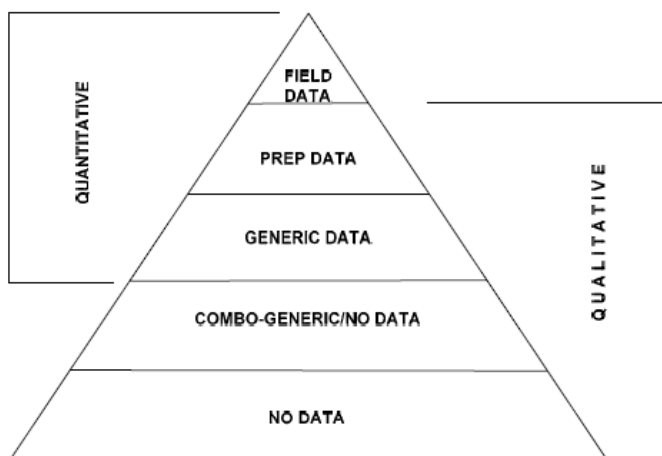 FIELD
DATA
QUANTITATIVE
PREP DATA
GENERIC DATA
QUALITATIVE
COMBO-GENERIC/NO DATA
NO DATA